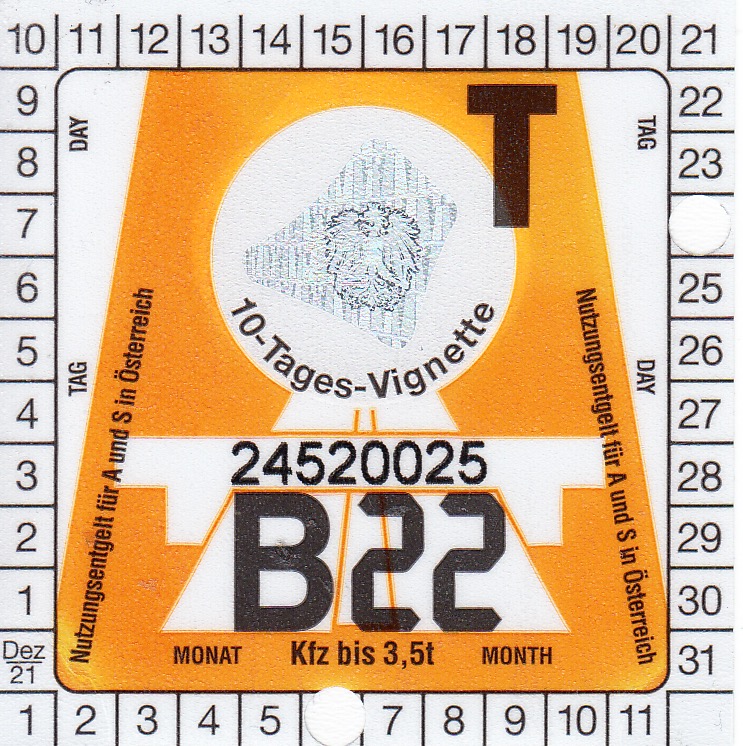 10 11 12 13 14 15 16 17 18 19 20 21
9 22
8 23
7
6 25
5 26
4 27
3 28
2 29
1 30
Dez
21
31
1 2 3 4 5 7 8 9 10 11
DAY
TAG
T
10-Tages-Vignette
TAG
DAY
Nutzungsentgelt für A und S in Österreich
Nutzungsentgelt für A und S in Österreich
24520025
B22
MONAT Kfz bis 3,5t MONTH